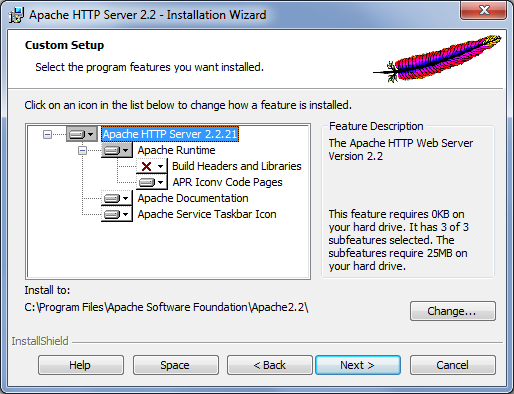 Apache HTTP Server 2.2 - Installation Wizard
Custom Setup
Select the program features you want installed.
Click on an icon in the list below to change how a feature is installed.
Apache HTTP Server 2.2.21
Apache Runtime
Build Headers and Libraries
APR Iconv Code Pages
Apache Documentation
Apache Service Taskbar Icon
Feature Description
The Apache HTTP Web Server
Version 2.2
This feature requires 0KB on
your hard drive. It has 3 of 3
subfeatures selected. The
subfeatures require 25MB on
your hard drive.
Install to:
C:\Program Files\Apache Software Foundation\Apache2.2\
Change...
InstallShield
Help
Space
< Back
Next >
Cancel